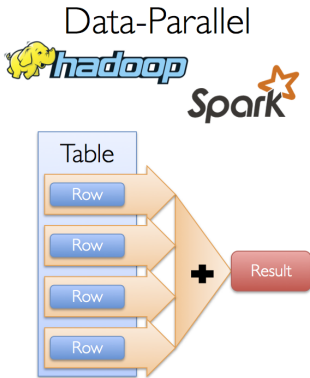 Data-Parallel
hadoop
Spark
Table
Row
Row
Row
Row
+
Result